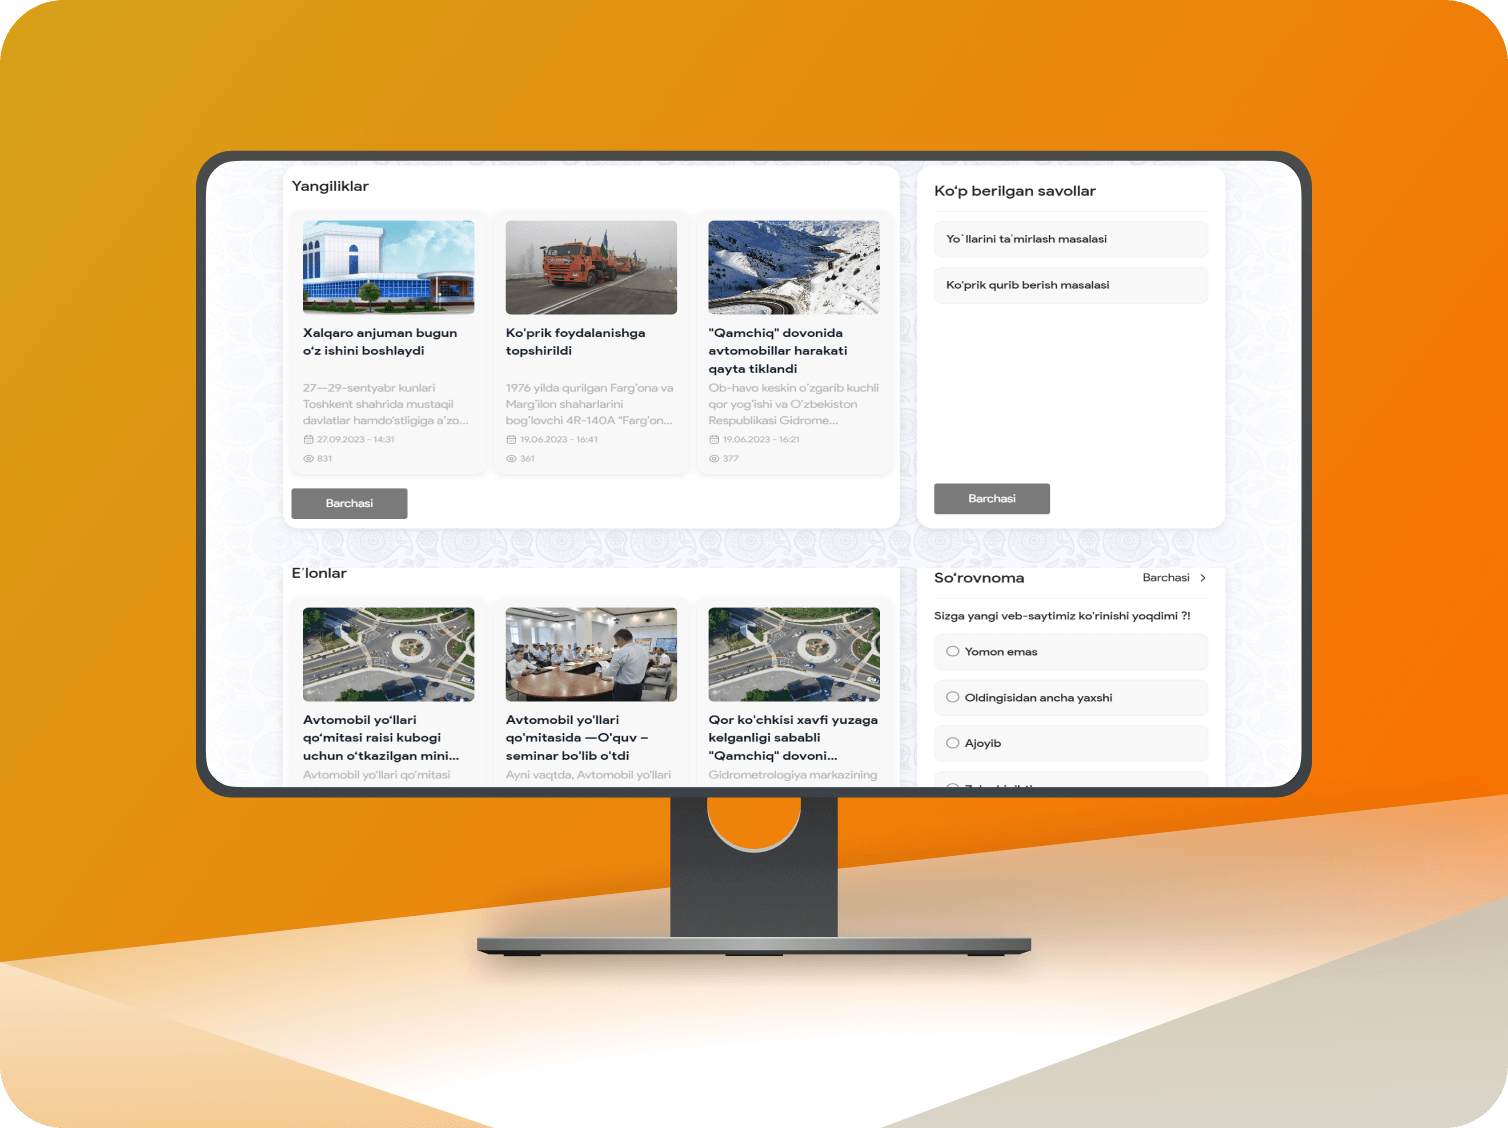 Yangiliklar
Xalqaro anjuman bugun
o‘z ishini boshlaydi
27—29-sentyabr kunlari
Toshkent shahrida mustaqil
davlatlar hamdo‘stligiga a’zo...
27.09.2023 - 14:31
831
Ko'prik foydalanishga
topshirildi
1976 yilda qurilgan Farg‘ona va
Marg‘ilon shaharlarini
bog‘lovchi 4R-140A "Farg‘on...
19.06.2023 - 16:41
361
"Qamchiq" dovonida
avtomobillar harakati
qayta tiklandi
Ob-havo keskin o‘zgarib kuchli
qor yog‘ishi va O‘zbekiston
Respublikasi Gidrome...
19.06.2023 - 16:21
377
Barchasi
Ko‘p berilgan savollar
Yo`llarini ta'mirlash masalasi
Ko'prik qurib berish masalasi
Barchasi
E'lonlar
Avtomobil yo‘llari
qo‘mitasi raisi kubogi
uchun o‘tkazilgan mini...
Avtomobil yo‘llari qo‘mitasi
Avtomobil yo'llari
qo'mitasida —O'quv –
seminar bo'lib o'tdi
Ayni vaqtda, Avtomobil yo'llari
Qor ko'chkisi xavfi yuzaga
kelganligi sababli
"Qamchiq" dovoni...
Gidrometrologiya markazining
So‘rovnoma
Barchasi
Sizga yangi veb-saytimiz ko'rinishi yoqdimi ?!
Yomon emas
Oldingisidan ancha yaxshi
Ajoyib